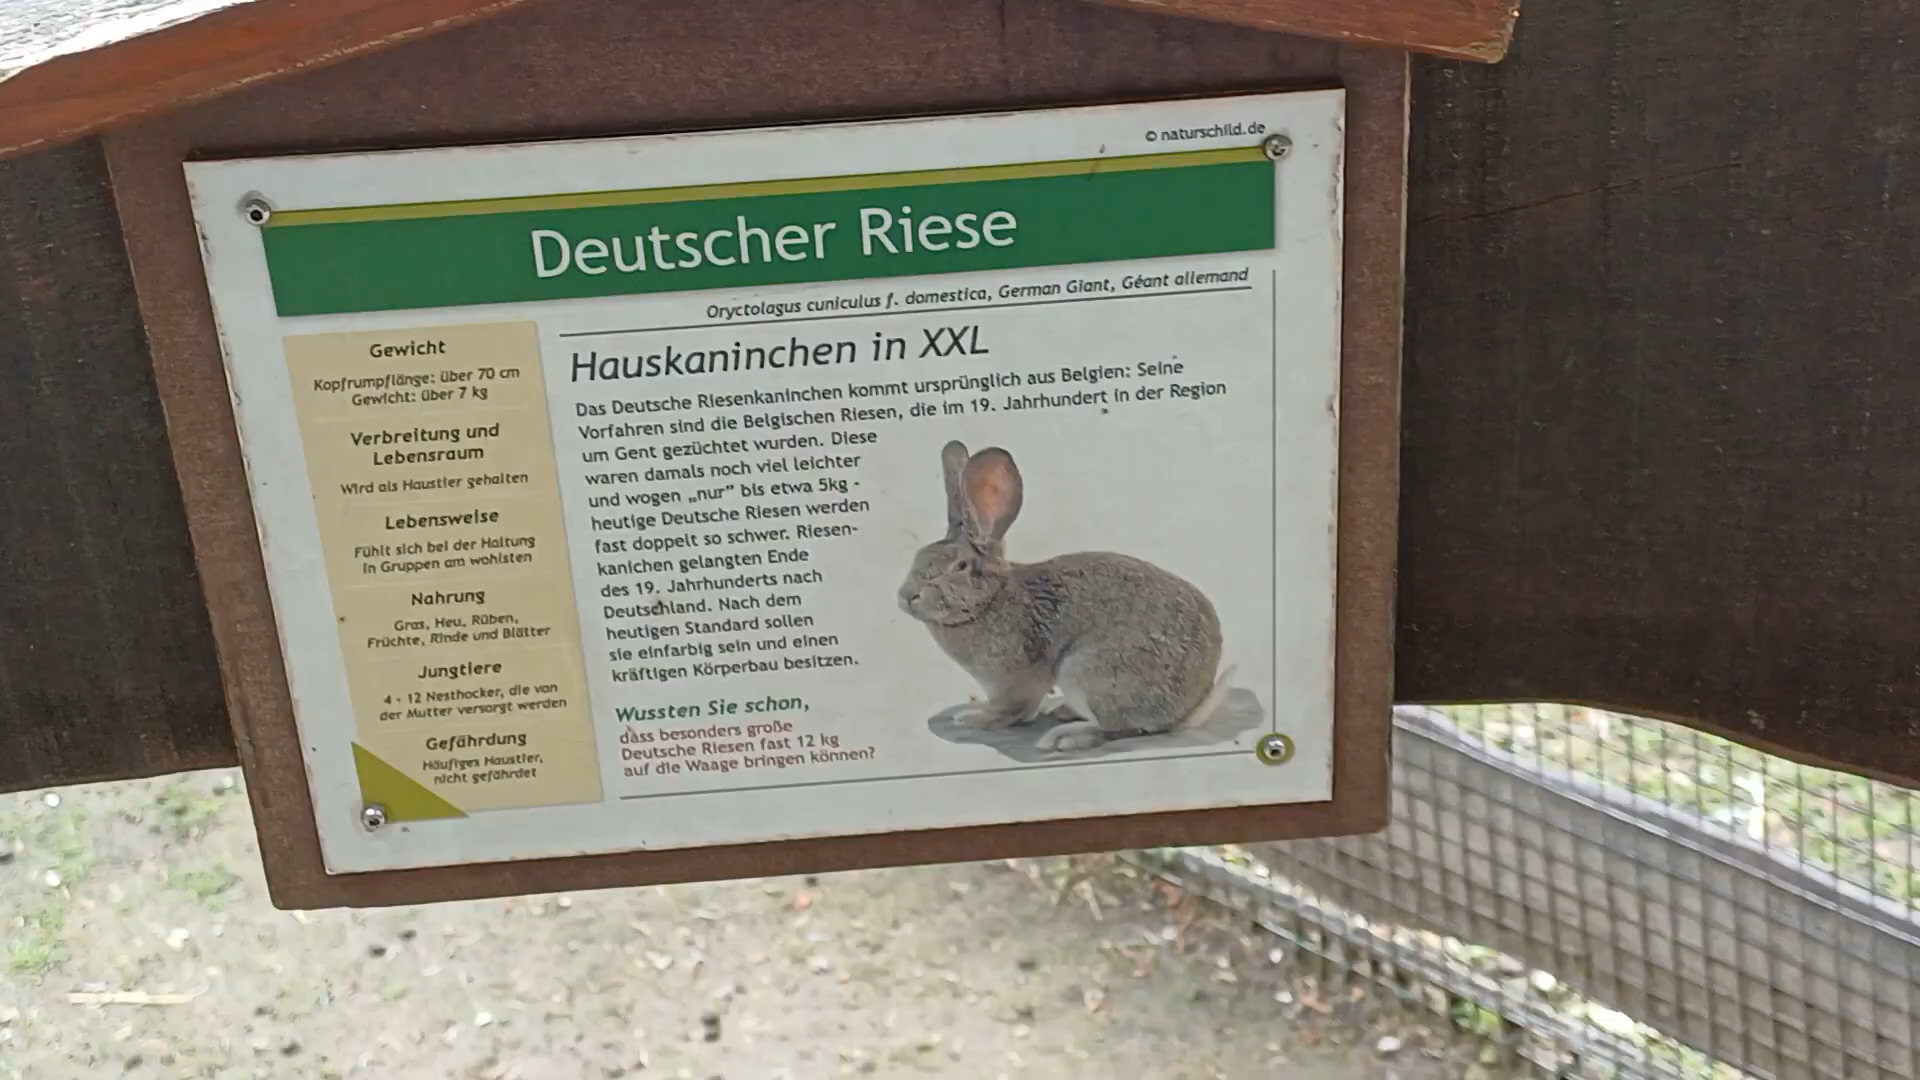 © naturschild.de
Deutscher Riese
Oryctolagus cuniculus f. domestica, German Giant, Géant allemand
Gewicht
Kopfrumpflänge: über 70 cm
Gewicht: über 7 kg
Verbreitung und
Lebensraum
Wird als Haustier gehalten
Lebensweise
Fühlt sich bei der Haltung
in Gruppen am wohlsten
Nahrung
Gras, Heu, Rüben,
Früchte, Rinde und Blätter
Jungtiere
4 - 12 Nesthocker, die von
der Mutter versorgt werden
Gefährdung
Häufiges Haustier,
nicht gefährdet
Hauskaninchen in XXL
Das Deutsche Riesenkaninchen kommt ursprünglich aus Belgien: Seine
Vorfahren sind die Belgischen Riesen, die im 19. Jahrhundert in der Region
um Gent gezüchtet wurden. Diese
waren damals noch viel leichter
und wogen „nur” bis etwa 5kg -
heutige Deutsche Riesen werden
fast doppelt so schwer. Riesen-
kanichen gelangten Ende
des 19. Jahrhunderts nach
Deutschland. Nach dem
heutigen Standard sollen
sie einfarbig sein und einen
kräftigen Körperbau besitzen.
Wussten Sie schon,
dass besonders große
Deutsche Riesen fast 12 kg
auf die Waage bringen können?